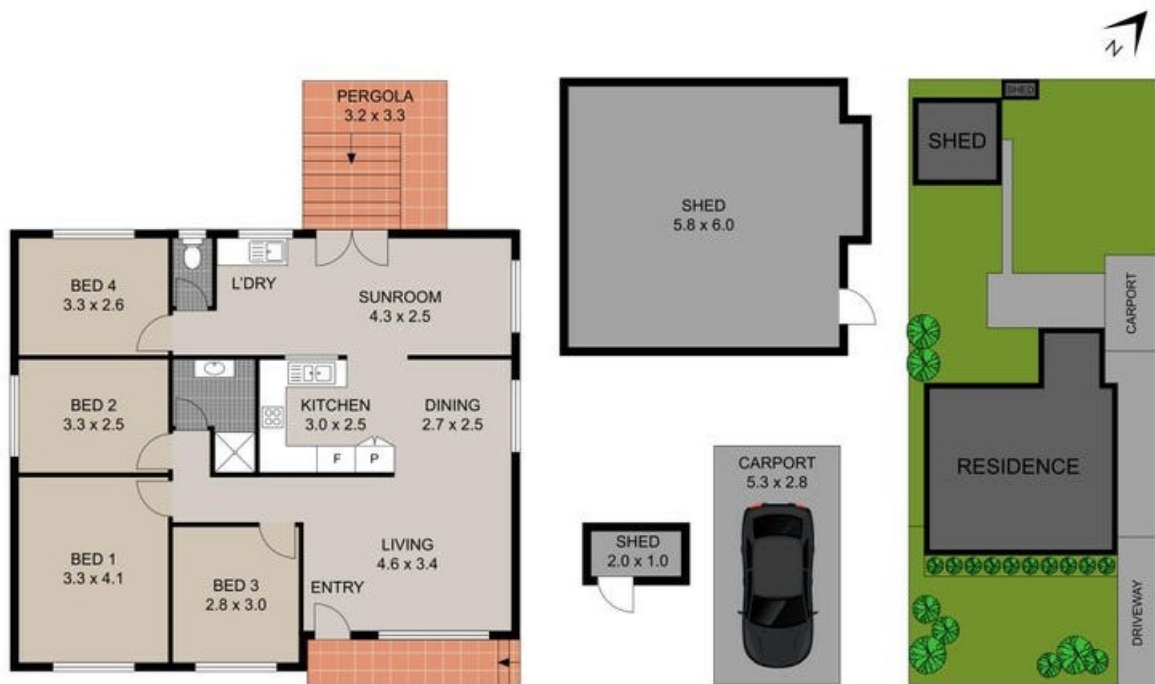 N
PERGOLA
3.2 x 3.3
BED 4
3.3 x 2.6
L'DRY
SUNROOM
4.3 x 2.5
BED 2
3.3 x 2.5
KITCHEN
3.0 x 2.5
DINING
2.7 x 2.5
F
P
BED 1
3.3 x 4.1
BED 3
2.8 x 3.0
LIVING
4.6 x 3.4
ENTRY
SHED
5.8 x 6.0
SHED
2.0 x 1.0
CARPORT
5.3 x 2.8
SHED
SHED
CARPORT
RESIDENCE
DRIVEWAY